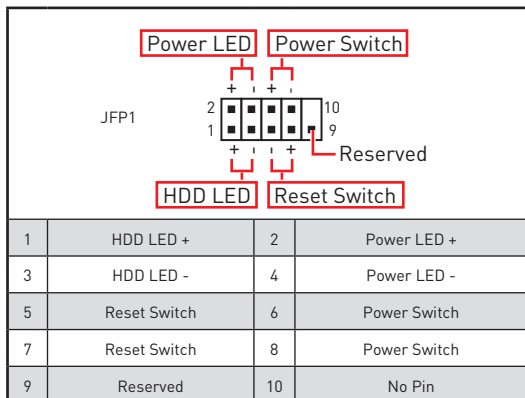 Power LED Power Switch
+ - + -
2 10
JFP1
1 9
+ - - +
Reserved
HDD LED Reset Switch
1 HDD LED + 2 Power LED +
3 HDD LED - 4 Power LED -
5 Reset Switch 6 Power Switch
7 Reset Switch 8 Power Switch
9 Reserved 10 No Pin